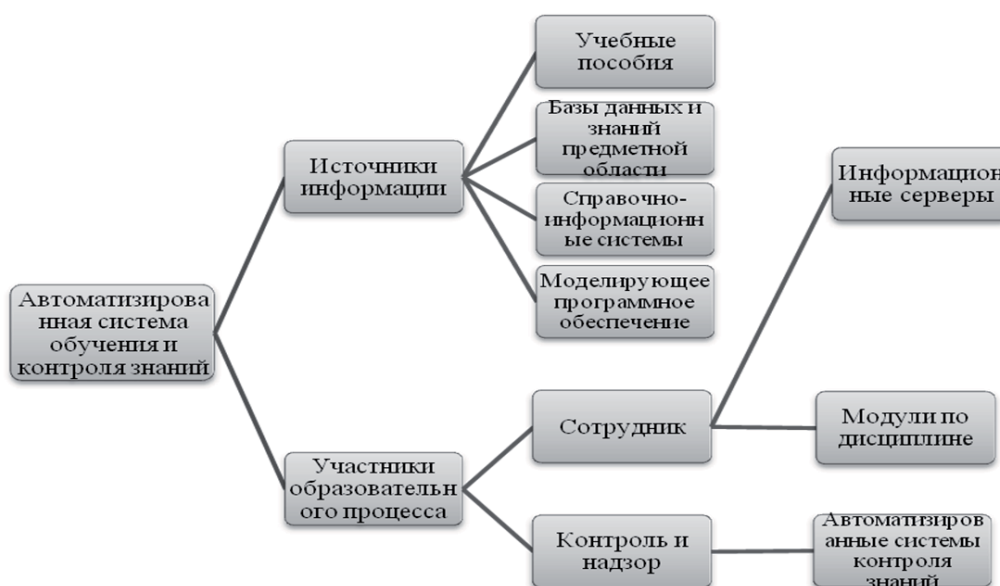 Учебные
пособия
Базы данных и
знаний
предметной
области
Справочно-
информационн
ые системы
Моделирующее
программное
обеспечение
Источники
информации
Информацион
ные серверы
Автоматизирова
нная система
обучения и
контроля знаний
Участники
образовательн
ого процесса
Сотрудник
Модули по
дисциплине
Контроль и
надзор
Автоматизиров
анные системы
контроля
знаний